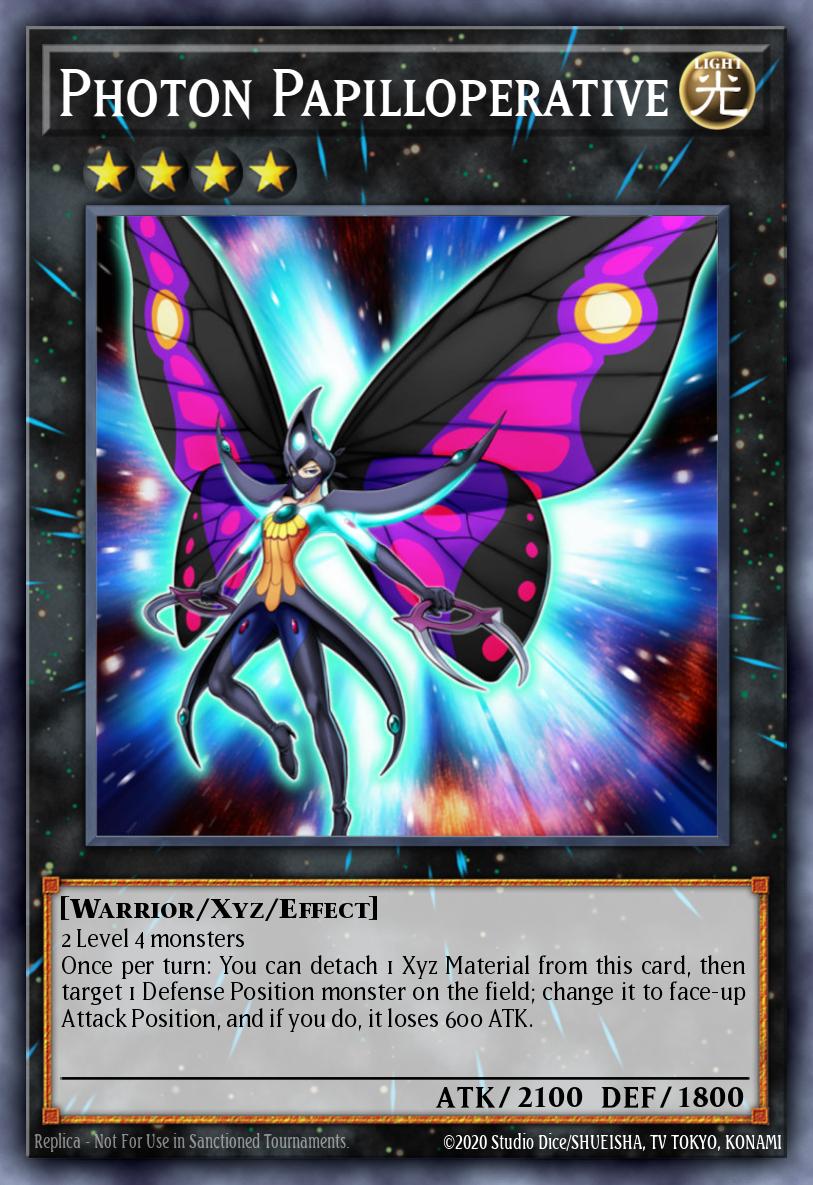 Photon Papilloperative
LIGHT
光
[Warrior/Xyz/Effect]
2 Level 4 monsters
Once per turn: You can detach 1 Xyz Material from this card, then
target 1 Defense Position monster on the field; change it to face-up
Attack Position, and if you do, it loses 600 ATK.
ATK/2100 DEF/1800
Replica - Not For Use in Sanctioned Tournaments.
©2020 Studio Dice/SHUEISHA, TV TOKYO, KONAMI